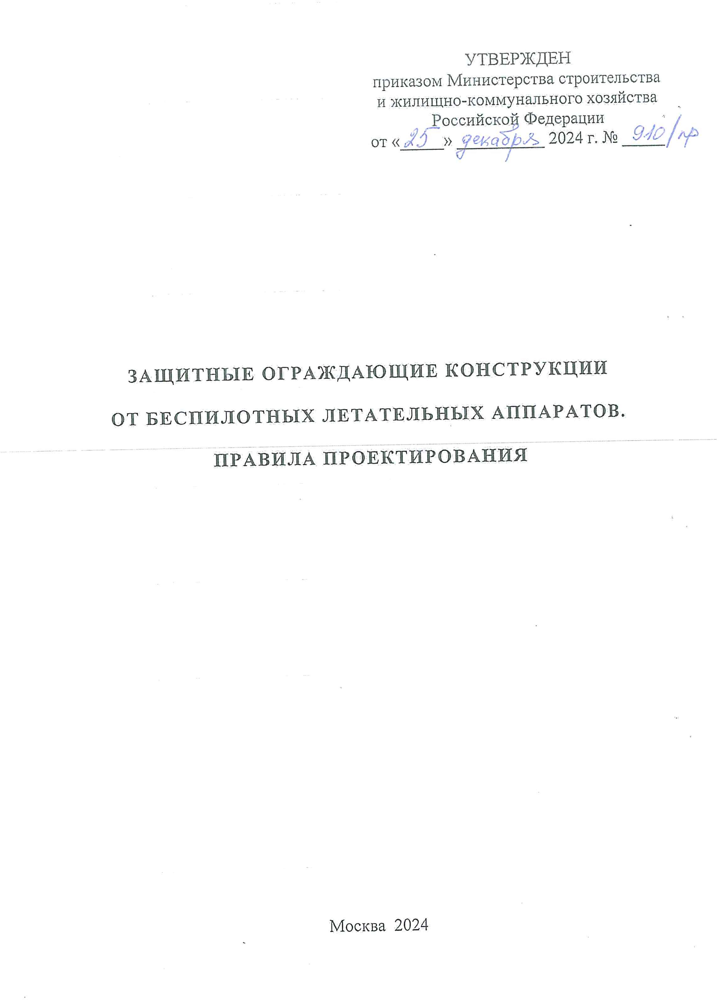 УТВЕРЖДЕН
приказом Министерства строительства
и жилищно-коммунального хозяйства
Российской Федерации
от «25» декабря 2024 г. № 910/пр
ЗАЩИТНЫЕ ОГРАЖДАЮЩИЕ КОНСТРУКЦИИ
ОТ БЕСПИЛОТНЫХ ЛЕТАТЕЛЬНЫХ АППАРАТОВ.
ПРАВИЛА ПРОЕКТИРОВАНИЯ
Москва 2024